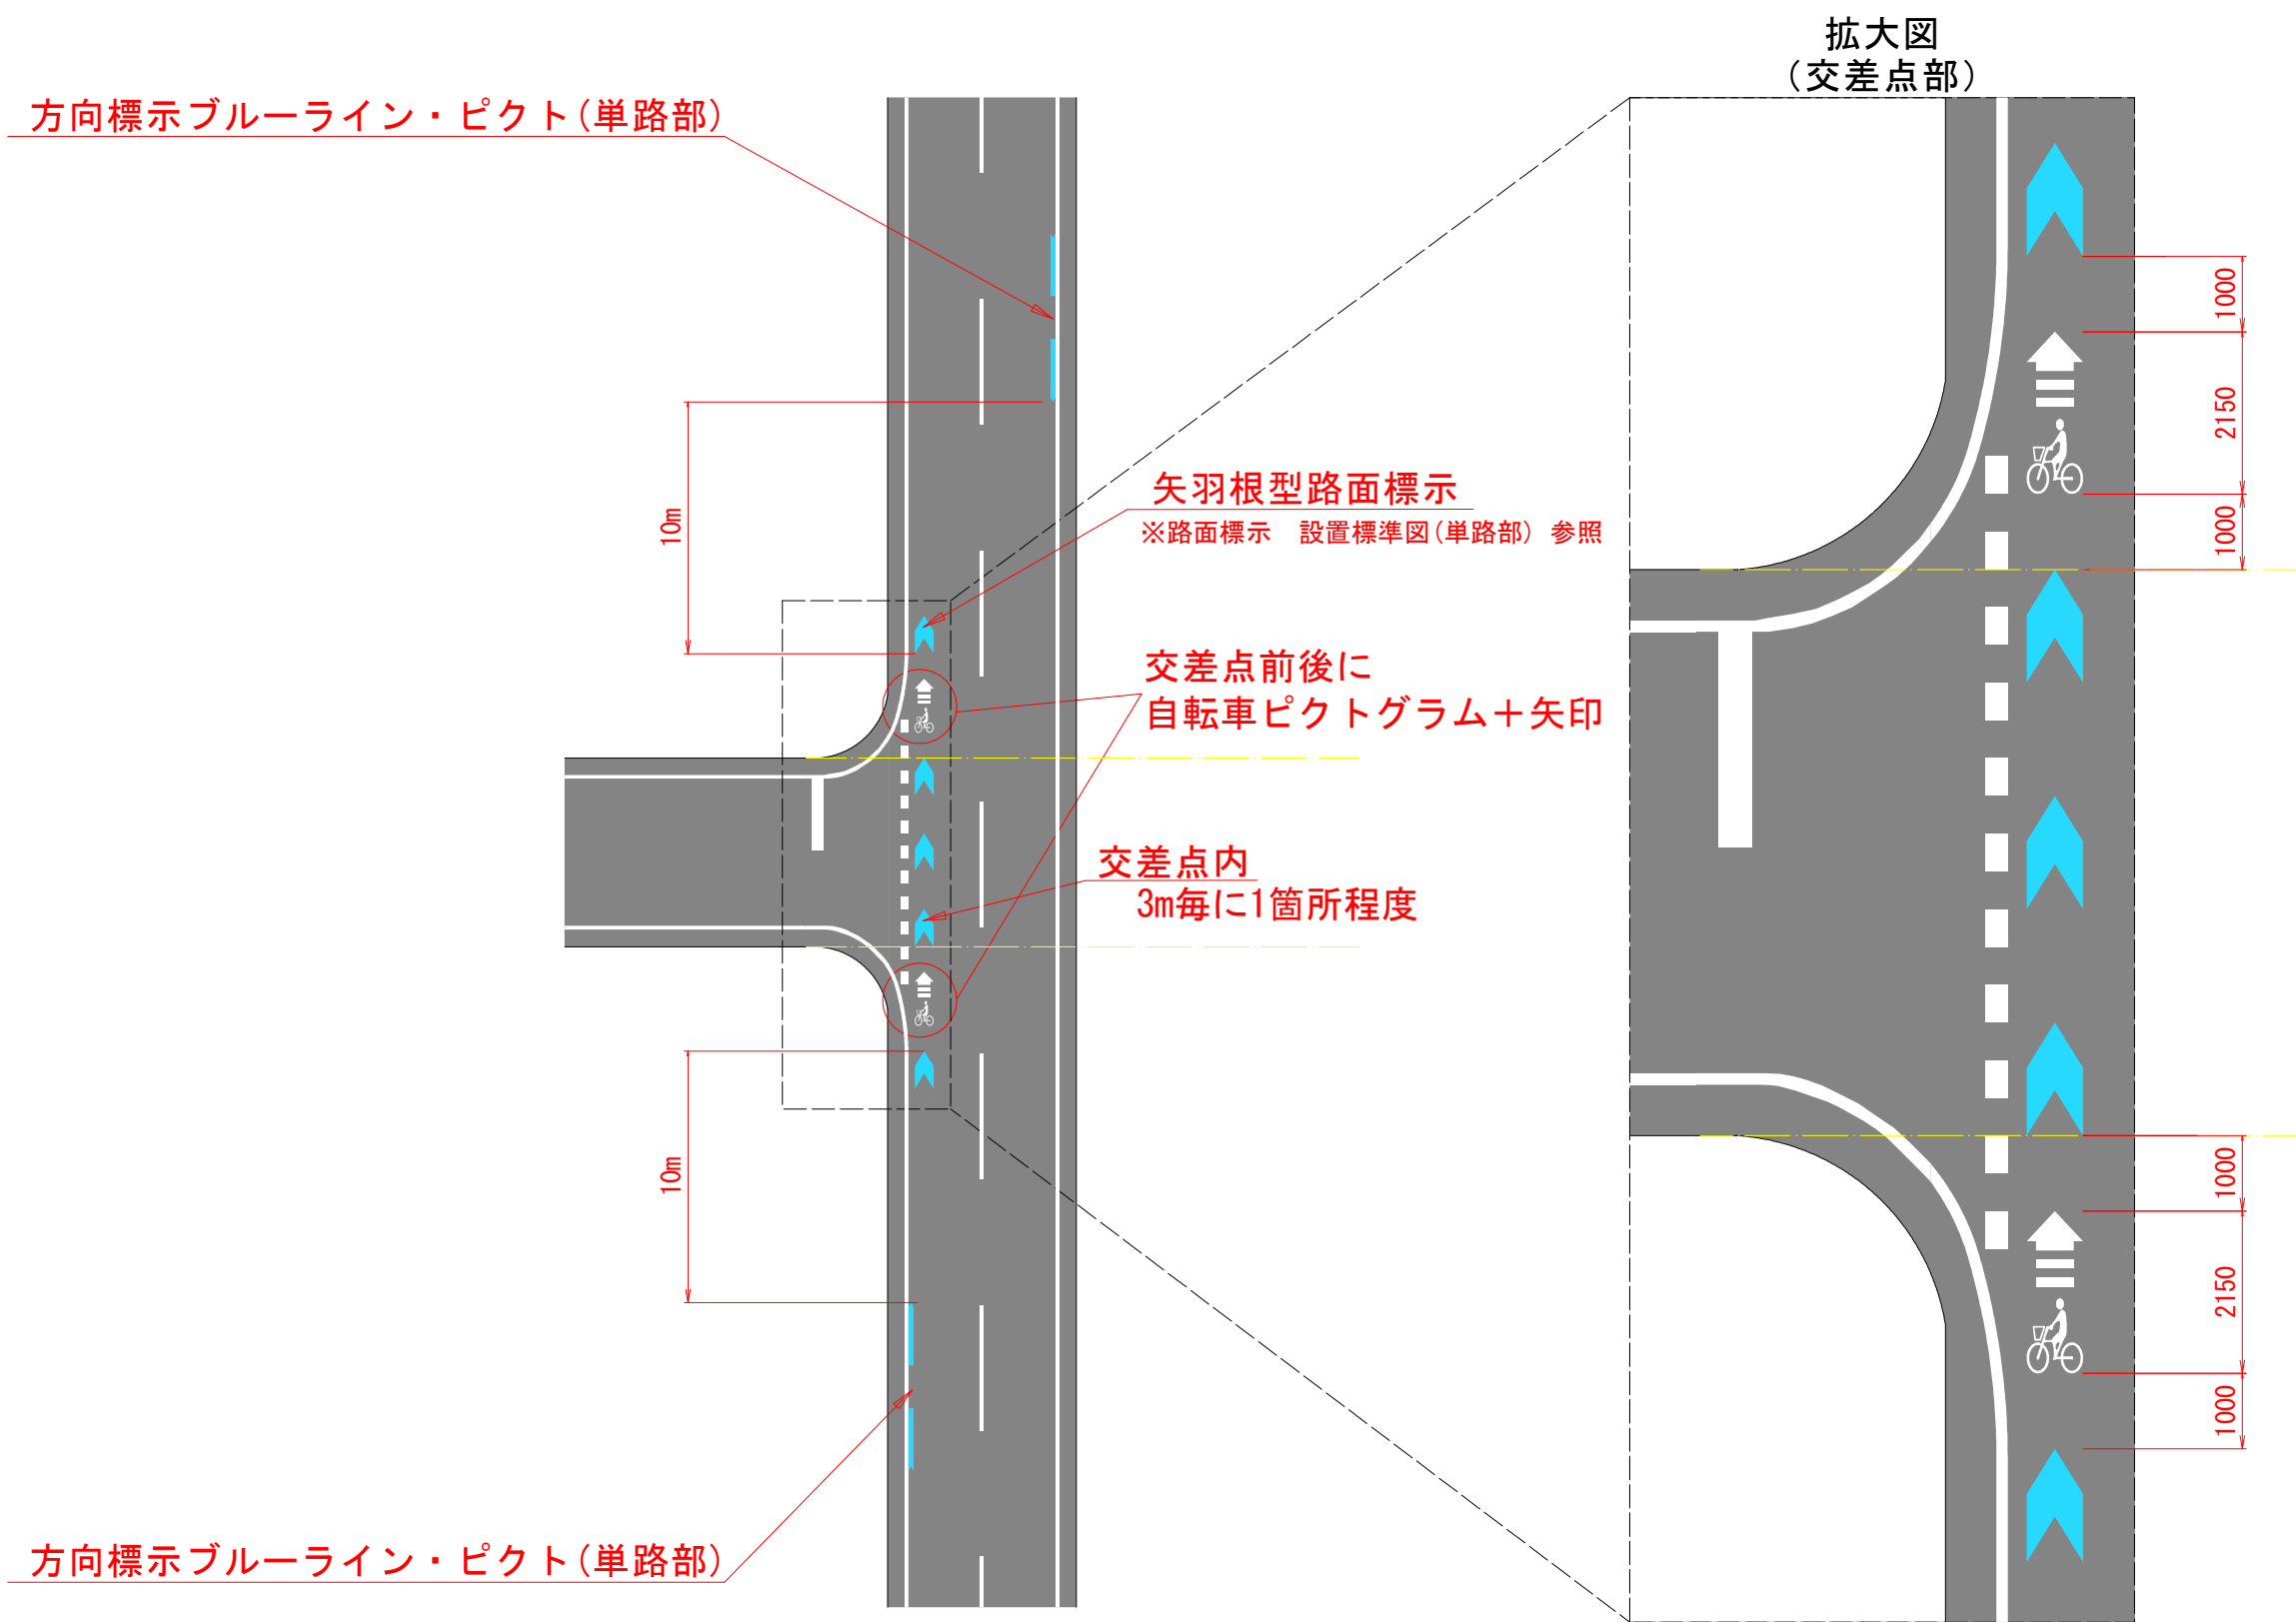 拡大図
(交差点部)
方向標示ブルーライン・ピクト(単路部)
10m
矢羽根型路面標示
※路面標示 設置標準図(単路部) 参照
交差点前後に
自転車ピクトグラム＋矢印
交差点内
3m毎に1箇所程度
10m
方向標示ブルーライン・ピクト(単路部)
1000
2150
1000
1000
2150
1000